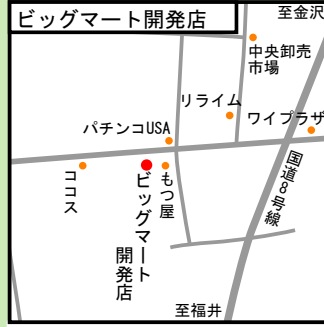 ビッグマート開発店
至金沢
中央卸売
市場
リライム
ワイプラザ
パチンコUSA
国道8号線
ココス
ビッグマート
開発店
もつ屋
至福井